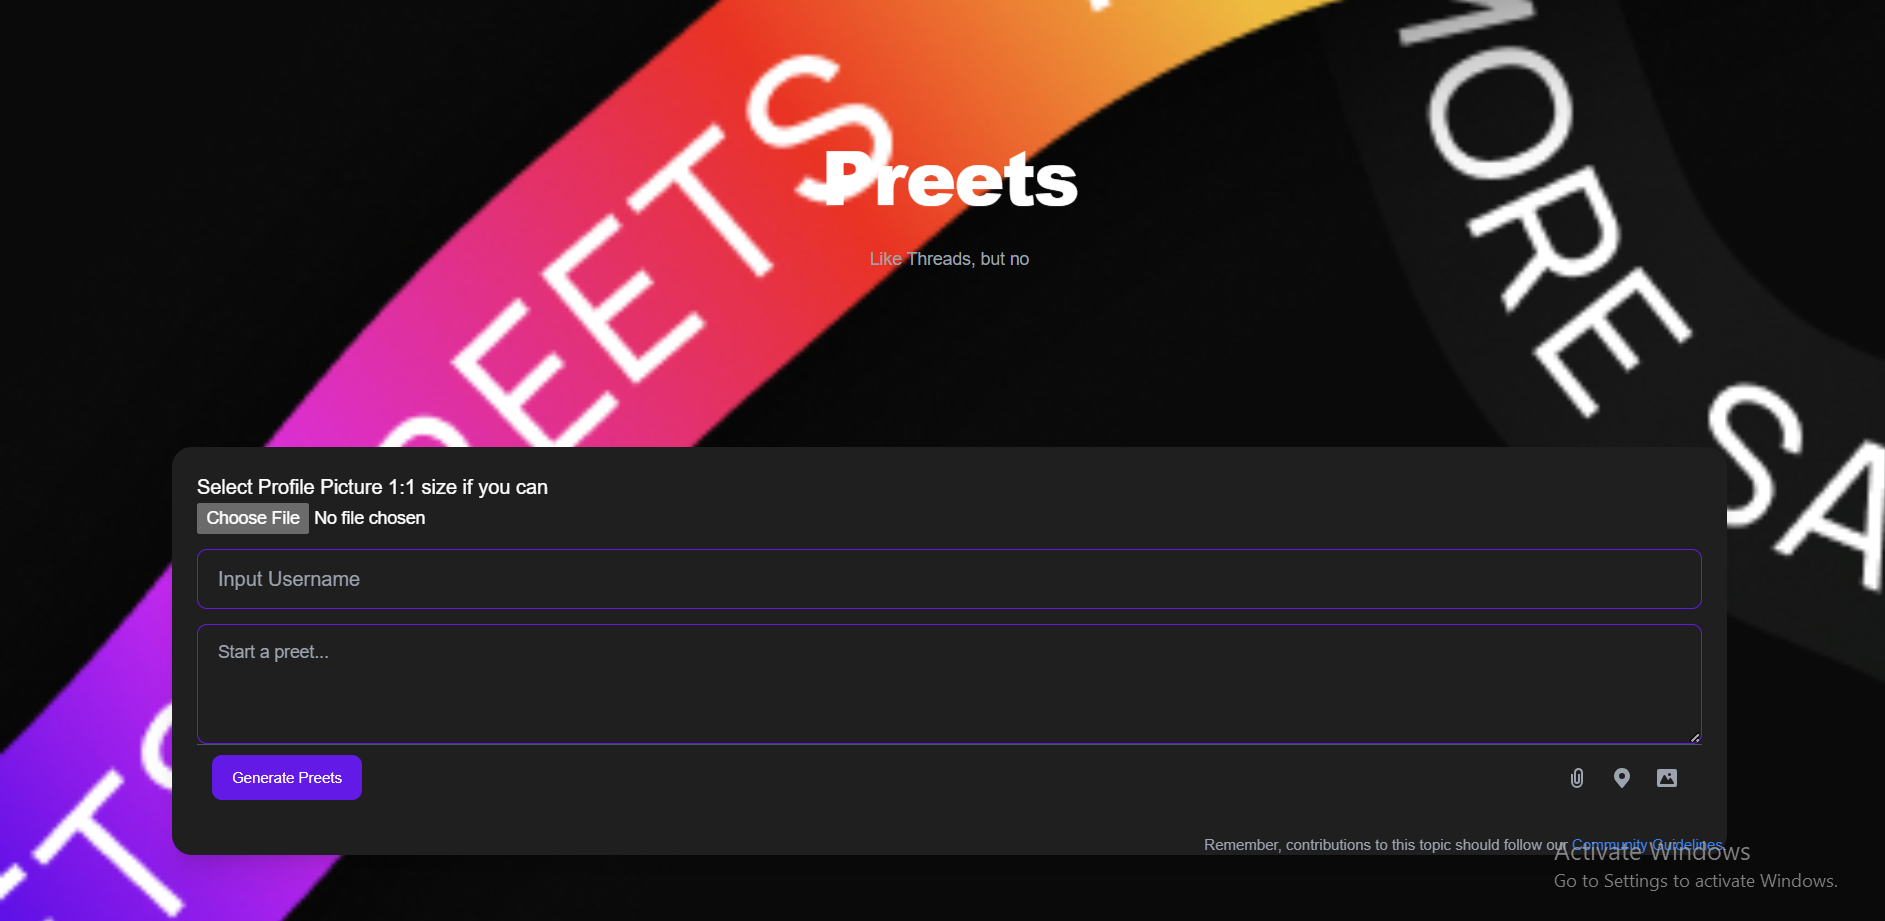 PREETS
MORE SA
Preets
Like Threads, but no
Select Profile Picture 1:1 size if you can
Choose File No file chosen
Input Username
Start a preet...
Generate Preets
Remember, contributions to this topic should follow our Community Guidelines.
Activate Windows
Go to Settings to activate Windows.